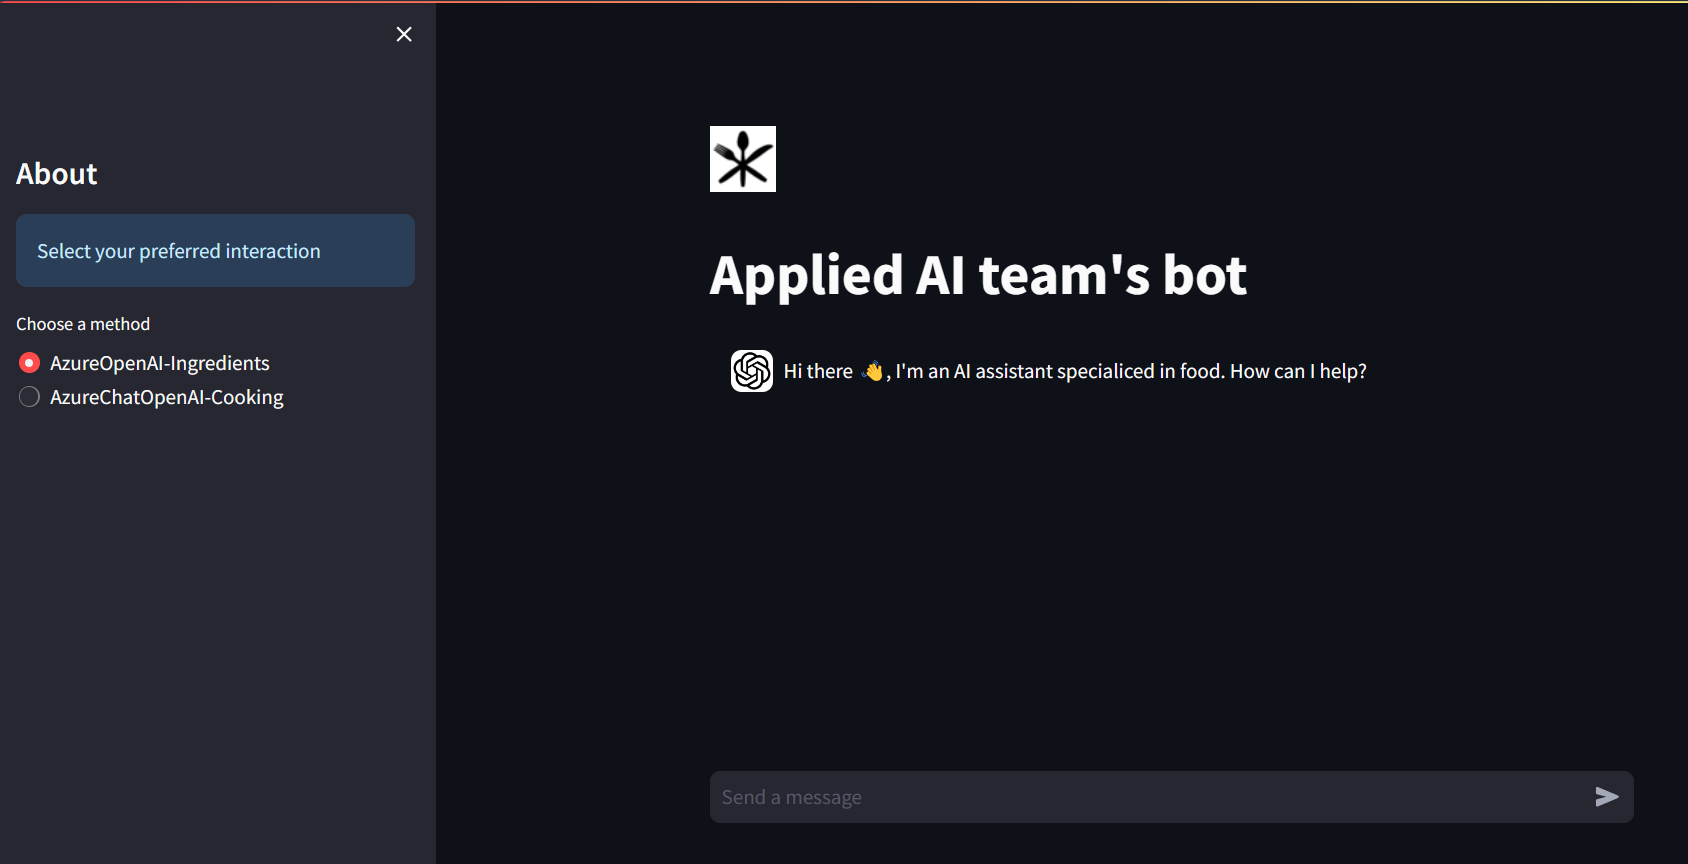 About
Select your preferred interaction
Choose a method
AzureOpenAI-Ingredients
AzureChatOpenAI-Cooking
Applied AI team's bot
Hi there 👋, I'm an AI assistant specialiced in food. How can I help?
Send a message